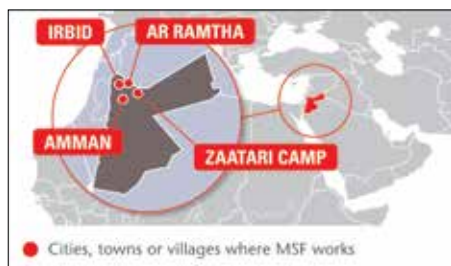 IRBID
AR RAMTHA
AMMAN
ZAATARI CAMP
Cities, towns or villages where MSF works